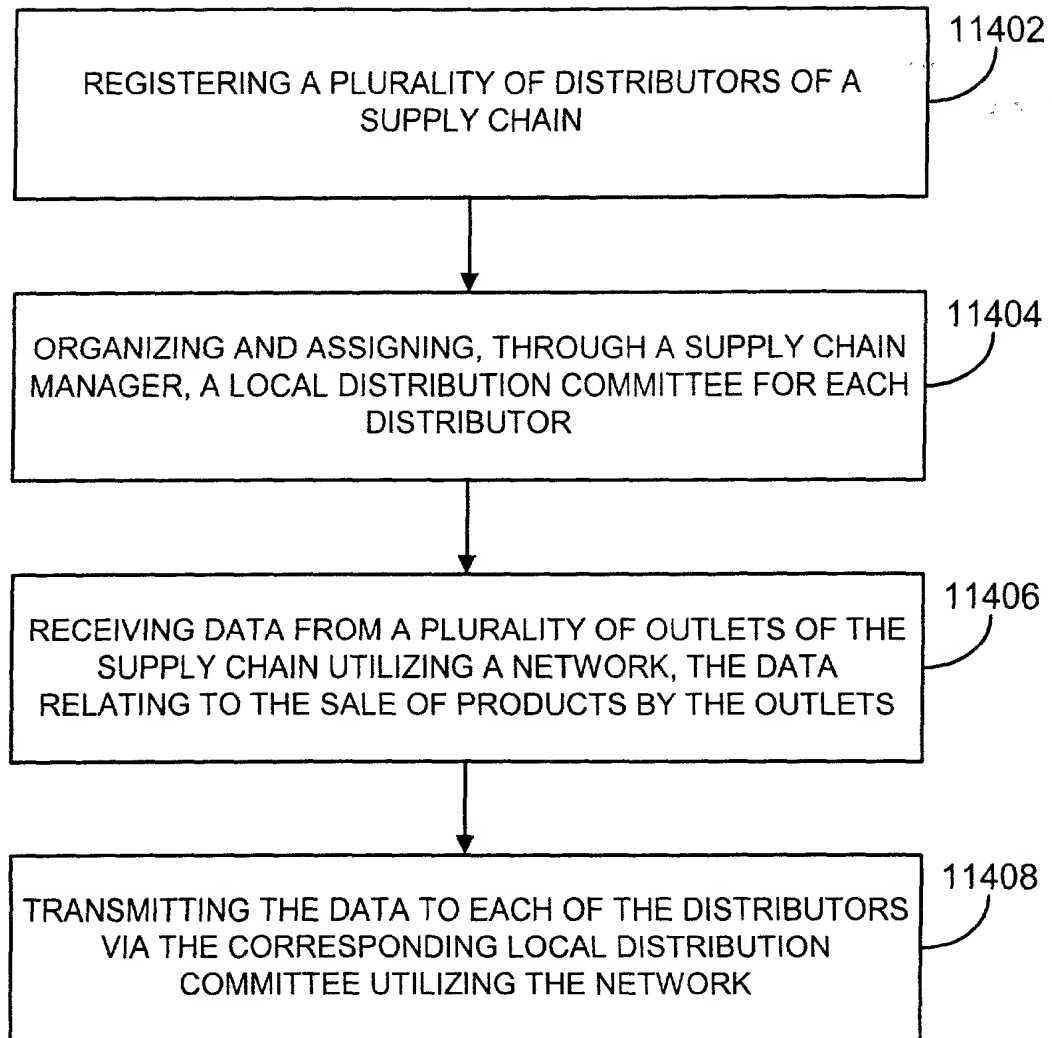 11402
REGISTERING A PLURALITY OF DISTRIBUTORS OF A
SUPPLY CHAIN
11404
ORGANIZING AND ASSIGNING, THROUGH A SUPPLY CHAIN
MANAGER, A LOCAL DISTRIBUTION COMMITTEE FOR EACH
DISTRIBUTOR
11406
RECEIVING DATA FROM A PLURALITY OF OUTLETS OF THE
SUPPLY CHAIN UTILIZING A NETWORK, THE DATA
RELATING TO THE SALE OF PRODUCTS BY THE OUTLETS
11408
TRANSMITTING THE DATA TO EACH OF THE DISTRIBUTORS
VIA THE CORRESPONDING LOCAL DISTRIBUTION
COMMITTEE UTILIZING THE NETWORK